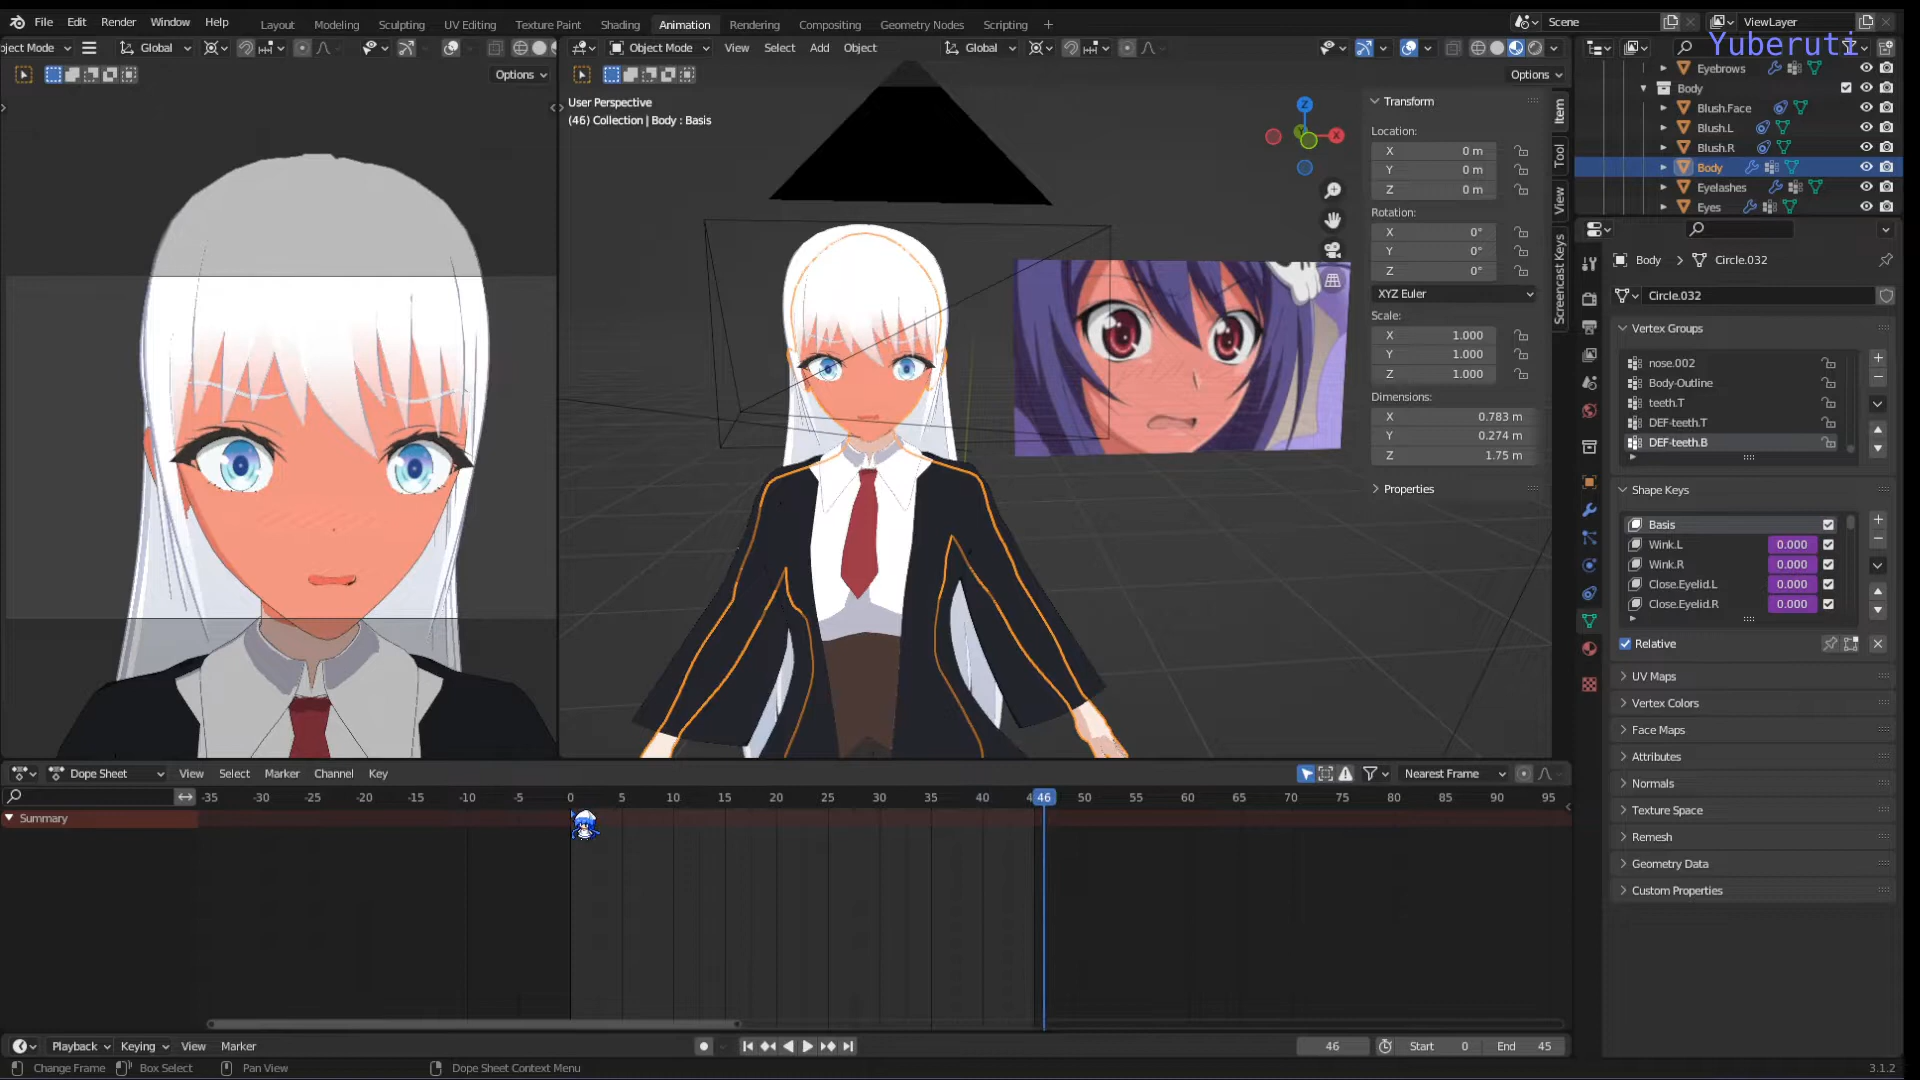 File Edit Render Window Help Layout Modeling Sculpting UV Editing Texture Paint Shading Animation Rendering Compositing Geometry Nodes Scripting + Scene ViewLayer
Yuberuti
ject Mode Global Object Mode View Select Add Object Global
Options Options
User Perspective
(46) Collection | Body : Basis
Transform
Location:
X 0 m
Y 0 m
Z 0 m
Rotation:
X 0°
Y 0°
Z 0°
XYZ Euler
Scale:
X 1.000
Y 1.000
Z 1.000
Dimensions:
X 0.783 m
Y 0.274 m
Z 1.75 m
Properties
Item
Tool
View
Screencast Keys
Z
X
Eyebrows
Body
Blush.Face
Blush.L
Blush.R
Body
Eyelashes
Eyes
Body > Circle.032
Circle.032
Vertex Groups
nose.002
Body-Outline
teeth.T
DEF-teeth.T
DEF-teeth.B
Shape Keys
Basis
Wink.L 0.000
Wink.R 0.000
Close.Eyelid.L 0.000
Close.Eyelid.R 0.000
Relative
UV Maps
Vertex Colors
Face Maps
Attributes
Normals
Texture Space
Remesh
Geometry Data
Custom Properties
Dope Sheet View Select Marker Channel Key Nearest Frame
-35 -30 -25 -20 -15 -10 -5 0 5 10 15 20 25 30 35 40 46 50 55 60 65 70 75 80 85 90 95
Summary
Playback Keying View Marker 46 Start 0 End 45
Change Frame Box Select Pan View Dope Sheet Context Menu 3.1.2